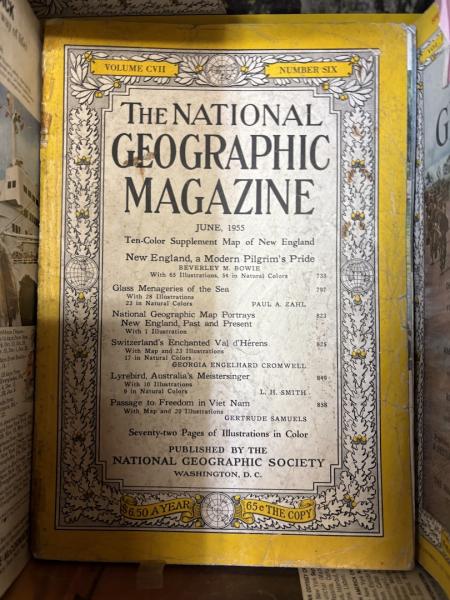 VOLUME CVII NUMBER SIX
THE NATIONAL
GEOGRAPHIC
MAGAZINE
JUNE, 1955
Ten-Color Supplement Map of New England
New England, a Modern Pilgrim's Pride
BEVERLEY M. BOWIE
With 65 Illustrations, 54 in Natural Colors 733
Glass Menageries of the Sea 797
With 28 Illustrations
23 in Natural Colors PAUL A. ZAHL
National Geographic Map Portrays 823
New England, Past and Present
With 1 Illustration
Switzerland's Enchanted Val d'Hérens 825
With Map and 23 Illustrations
17 in Natural Colors
GEORGIA ENGELHARD CROMWELL
Lyrebird, Australia's Meistersinger 849
With 10 Illustrations
9 in Natural Colors L. H. SMITH
Passage to Freedom in Viet Nam 858
With Map and 20 Illustrations
GERTRUDE SAMUELS
Seventy-two Pages of Illustrations in Color
PUBLISHED BY THE
NATIONAL GEOGRAPHIC SOCIETY
WASHINGTON, D. C.
$6.50 A YEAR 65¢ THE COPY